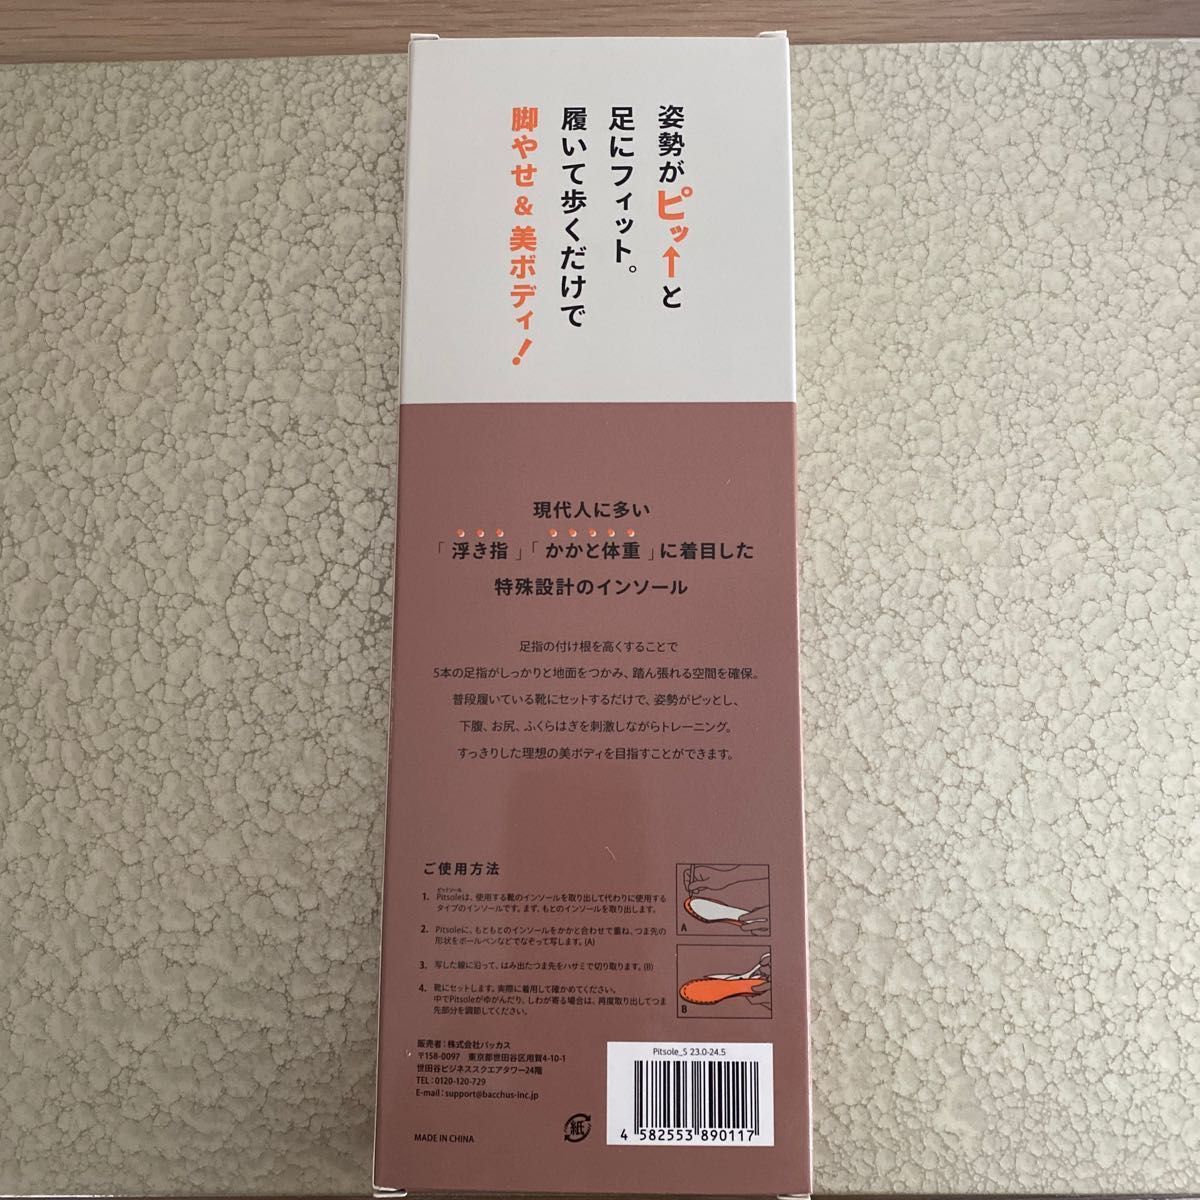 姿勢がピッ↑と
足にフィット。
履いて歩くだけで
脚やせ&美ボディ!
現代人に多い
「浮き指」「かかと体重」に着目した
特殊設計のインソール
足指の付け根を高くすることで
5本の足指がしっかりと地面をつかみ、踏ん張れる空間を確保。
普段履いている靴にセットするだけで、姿勢がピッとし、
下腹、お尻、ふくらはぎを刺激しながらトレーニング。
すっきりした理想の美ボディを目指すことができます。
ご使用方法
ピットソール
1. Pitsoleは、使用する靴のインソールを取り出して代わりに使用する
タイプのインソールです。まず、もとのインソールを取り出します。
2. Pitsoleに、もともとのインソールをかかと合わせで重ね、つま先の
形状をボールペンなどでなぞって写します。(A)
3. 写した線に沿って、はみ出たつま先をハサミで切り取ります。(B)
4. 靴にセットします。実際に着用して確かめてください。
中でPitsoleがゆがんだり、しわが寄る場合は、再度取り出してつま
先部分を調節してください。
A
B
販売者:株式会社バッカス
〒158-0097 東京都世田谷区用賀4-10-1
世田谷ビジネススクエアタワー24階
TEL:0120-120-729
E-mail:support@bacchus-inc.jp
MADE IN CHINA
紙
Pitsole_S 23.0-24.5
4 582553 890117